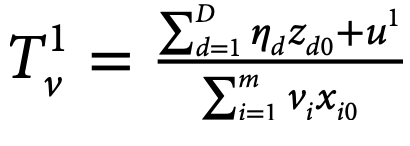 T_ν^1 = (∑_{d=1}^{D} η_d z_{d0} + u^1) / (∑_{i=1}^{m} ν_i x_{i0})